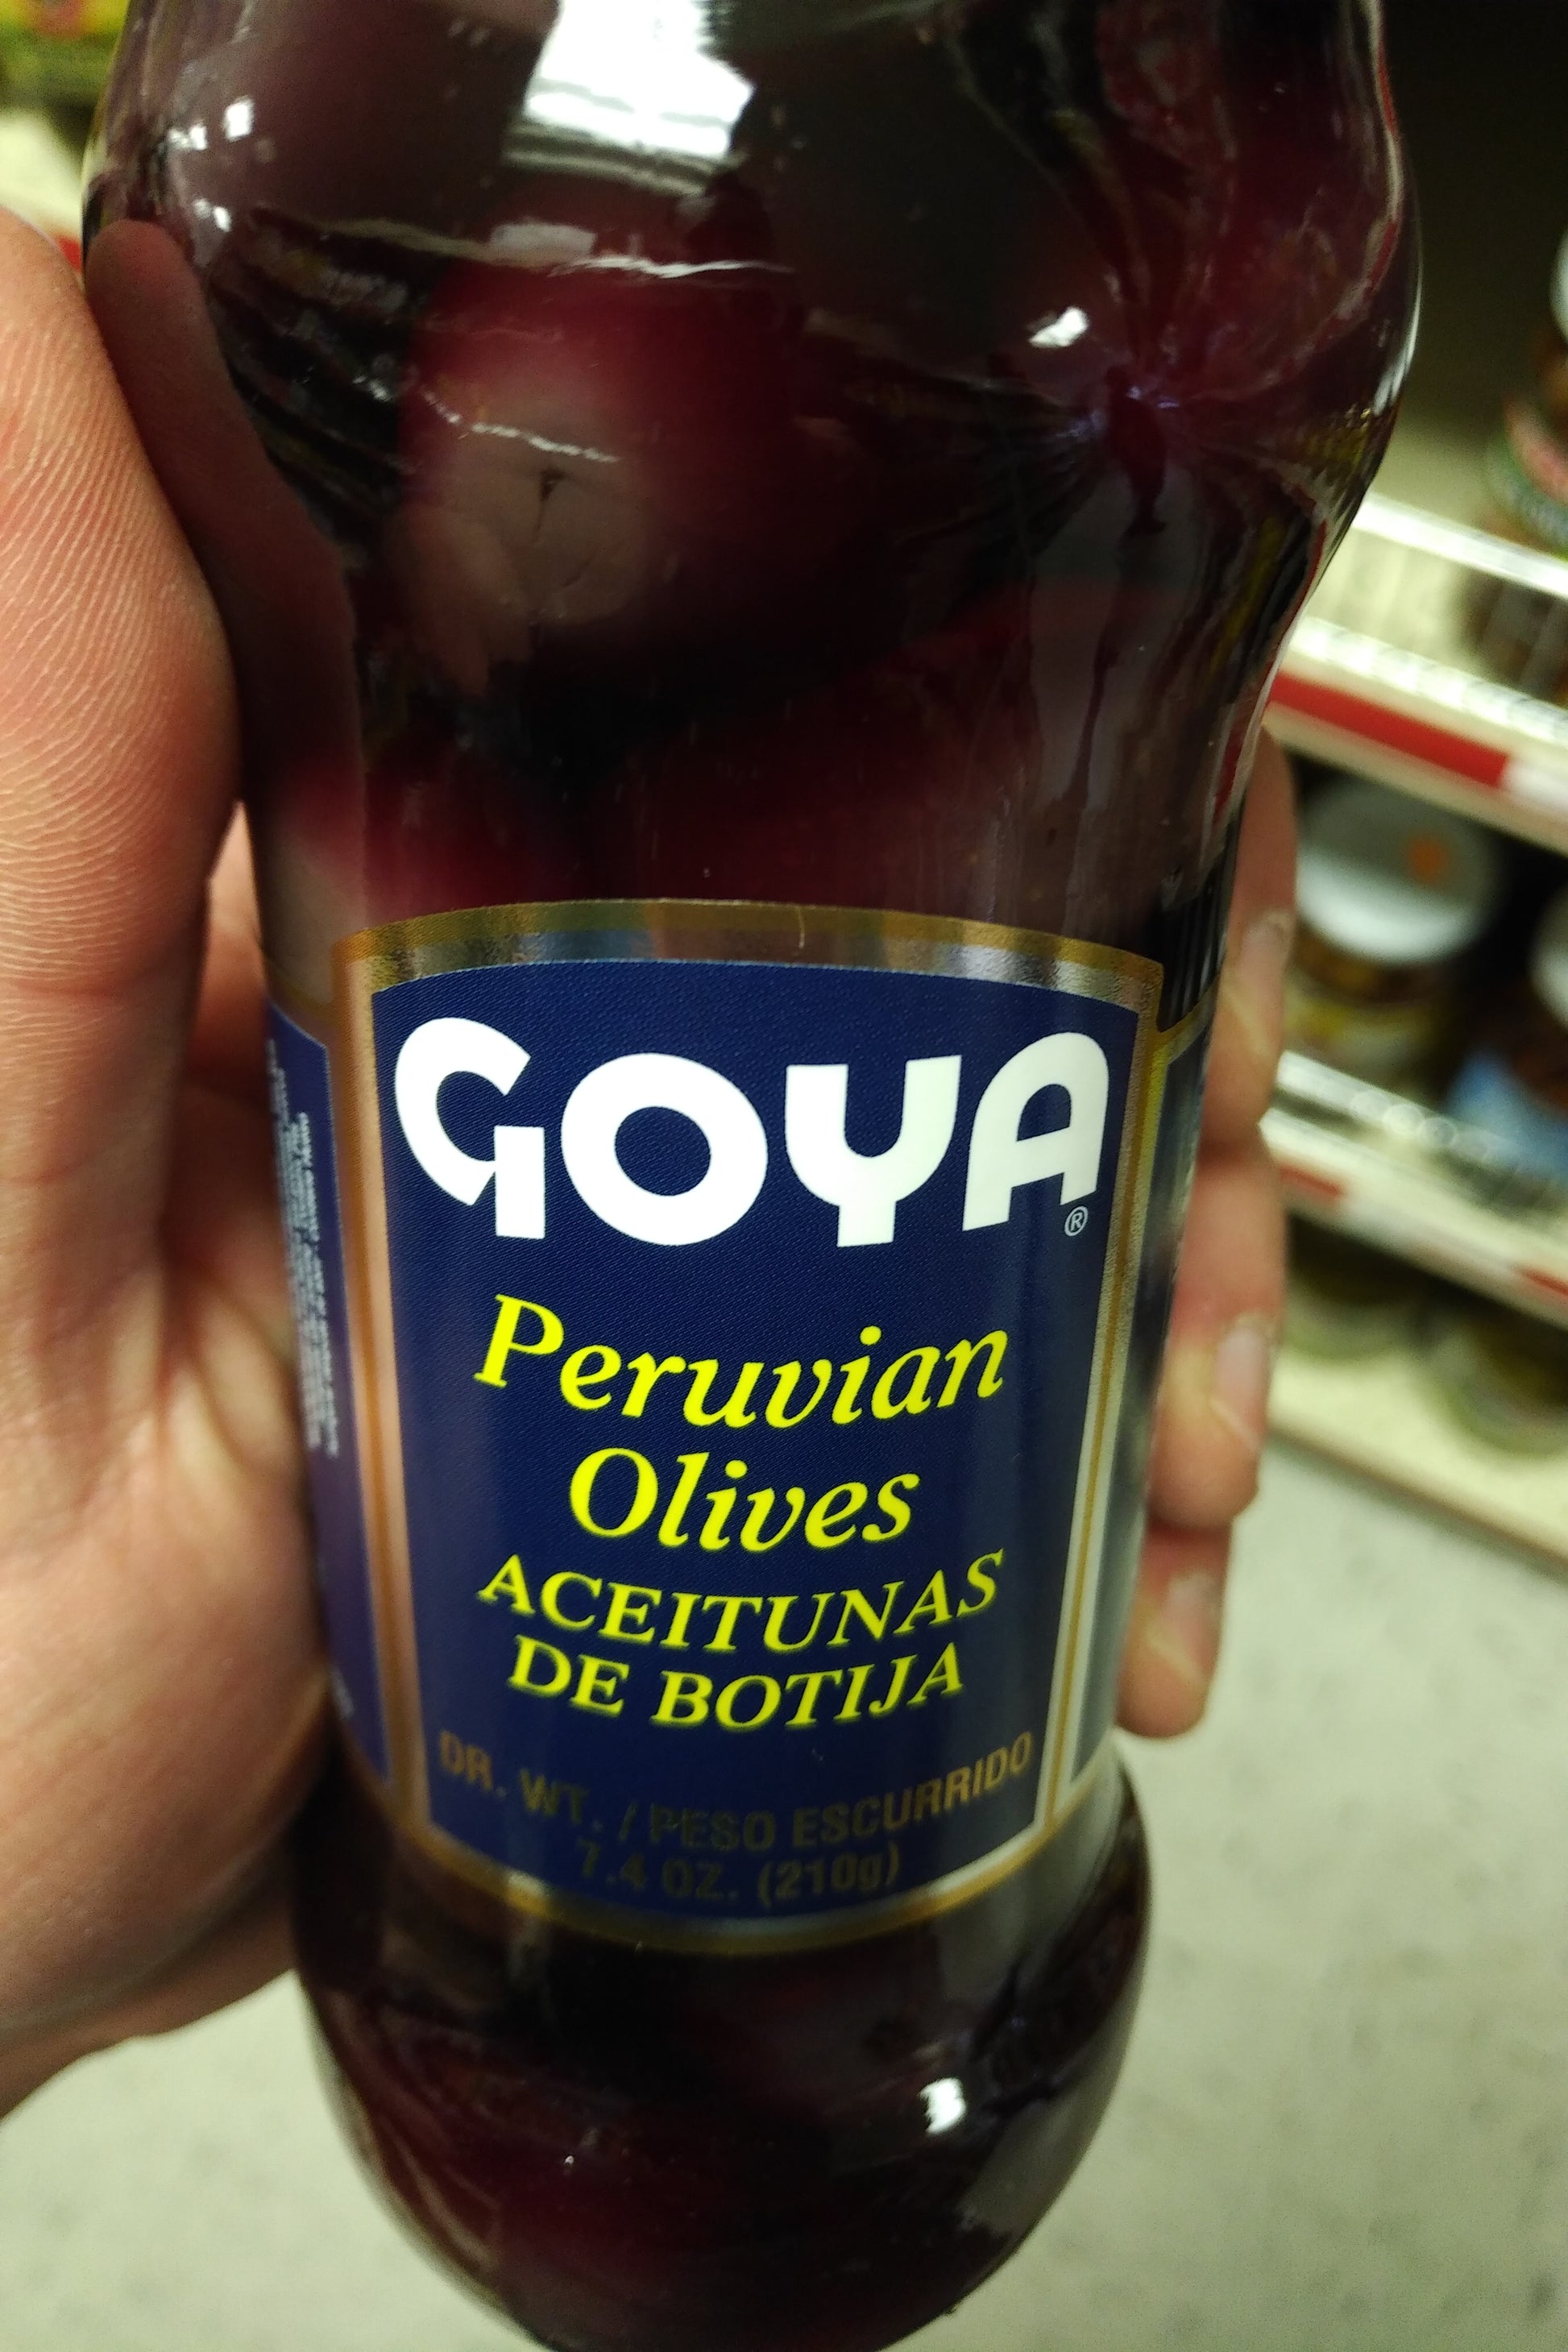 GOYA®
Peruvian
Olives
ACEITUNAS
DE BOTIJA
DR. WT. / PESO ESCURRIDO
7.4 OZ. (210g)